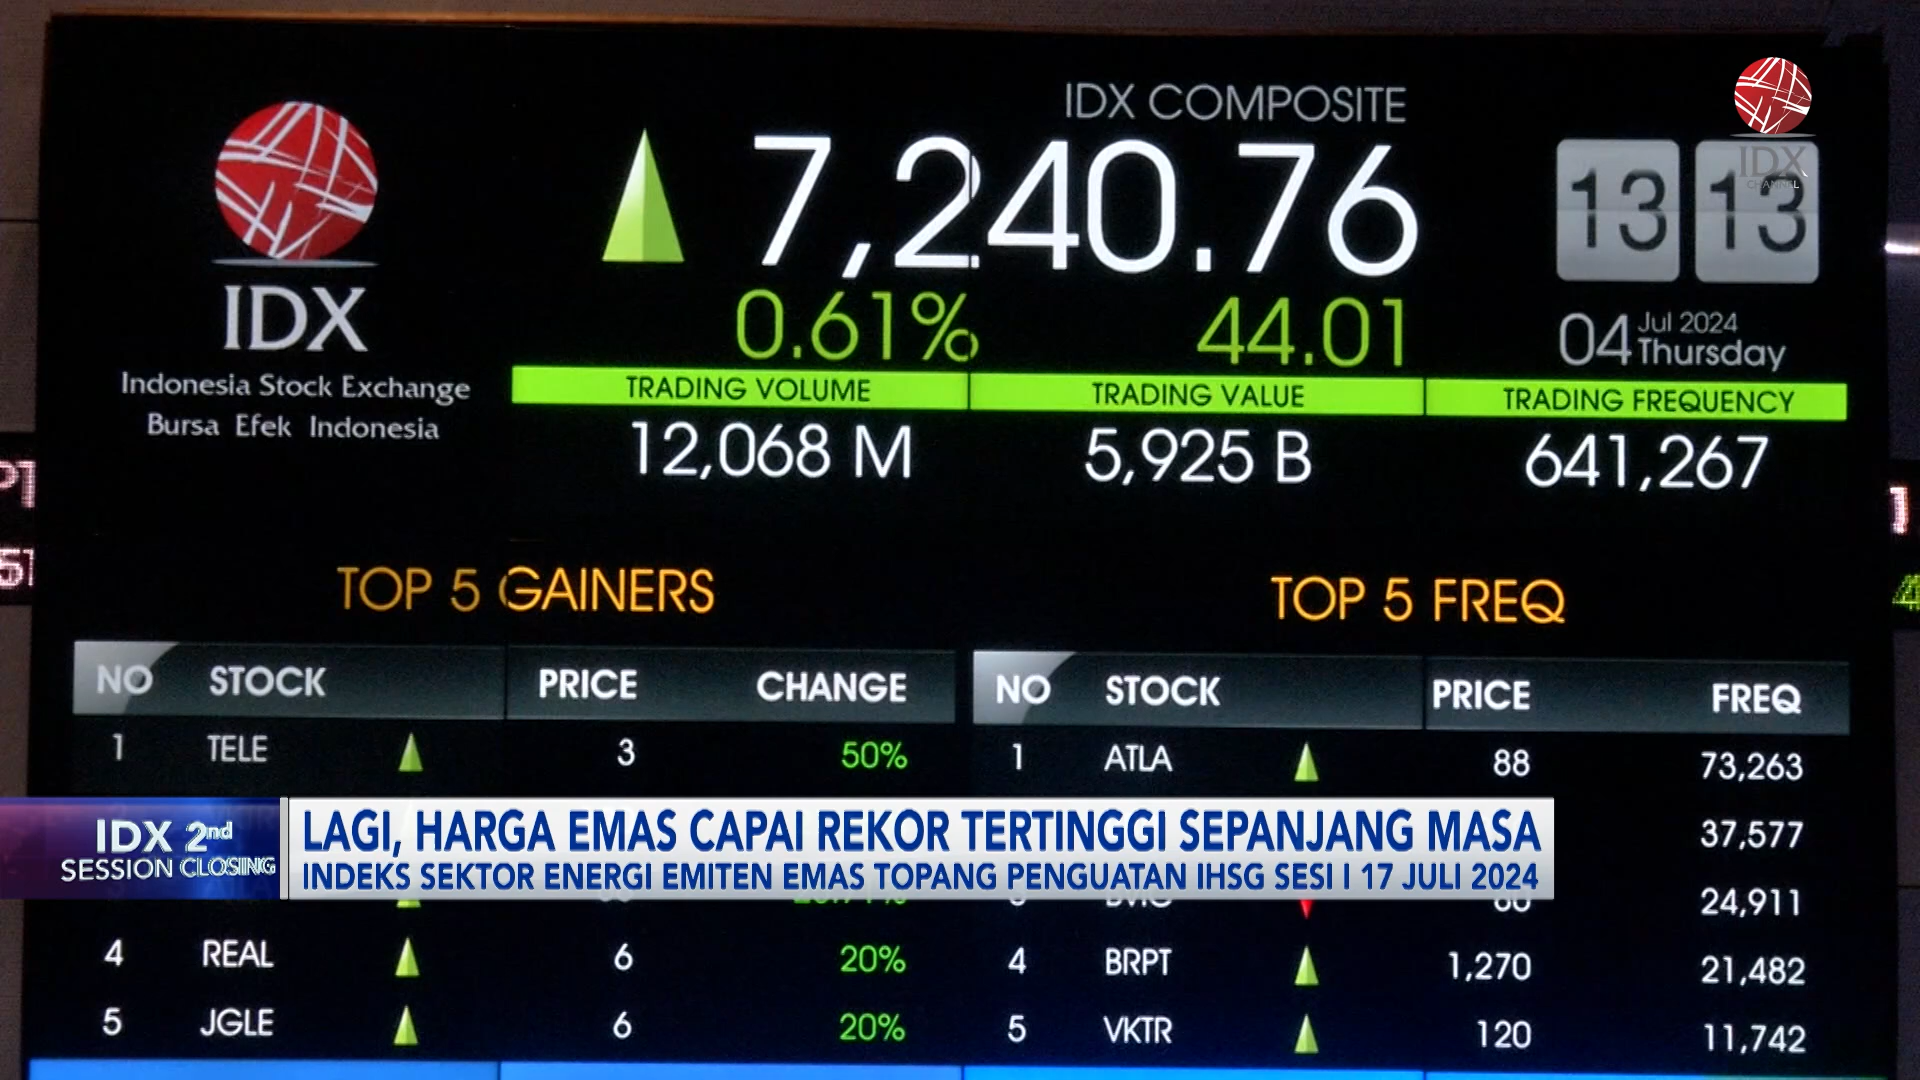 IDX COMPOSITE
7,240.76
0.61% 44.01
13 13
04 Jul 2024
Thursday
IDX
CHANNEL
IDX
Indonesia Stock Exchange
Bursa Efek Indonesia
TRADING VOLUME TRADING VALUE TRADING FREQUENCY
12,068 M 5,925 B 641,267
TOP 5 GAINERS
NO STOCK PRICE CHANGE
1 TELE 3 50%
TOP 5 FREQ
NO STOCK PRICE FREQ
1 ATLA 88 73,263
37,577
24,911
IDX 2nd
SESSION CLOSING
LAGI, HARGA EMAS CAPAI REKOR TERTINGGI SEPANJANG MASA
INDEKS SEKTOR ENERGI EMITEN EMAS TOPANG PENGUATAN IHSG SESI I 17 JULI 2024
4 REAL 6 20%
5 JGLE 6 20%
4 BRPT 1,270 21,482
5 VKTR 120 11,742